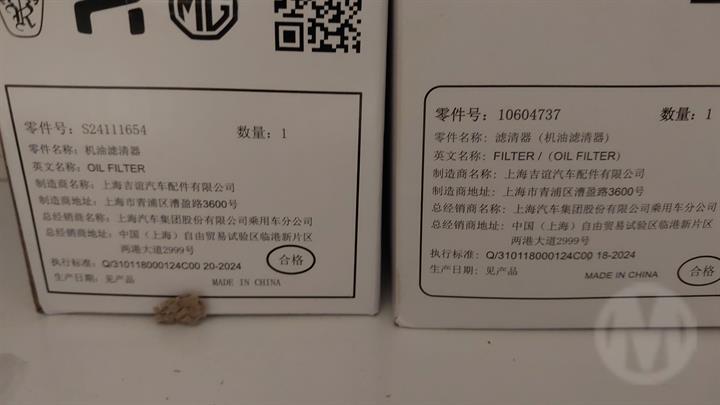 MG
零件号: S24111654 数量: 1
零件名称: 机油滤清器
英文名称: OIL FILTER
制造商名称: 上海吉谊汽车配件有限公司
制造商地址: 上海市青浦区漕盈路3600号
总经销商名称: 上海汽车集团股份有限公司乘用车分公司
总经销商地址: 中国（上海）自由贸易试验区临港新片区
两港大道2999号
执行标准: Q/310118000124C00 20-2024
合格
生产日期: 见产品 MADE IN CHINA
零件号: 10604737 数量: 1
零件名称: 滤清器（机油滤清器）
英文名称: FILTER /（OIL FILTER）
制造商名称: 上海吉谊汽车配件有限公司
制造商地址: 上海市青浦区漕盈路3600号
总经销商名称: 上海汽车集团股份有限公司乘用车分公司
总经销商地址: 中国（上海）自由贸易试验区临港新片区
两港大道2999号
执行标准: Q/310118000124C00 18-2024
生产日期: 见产品 MADE IN CHINA 合格